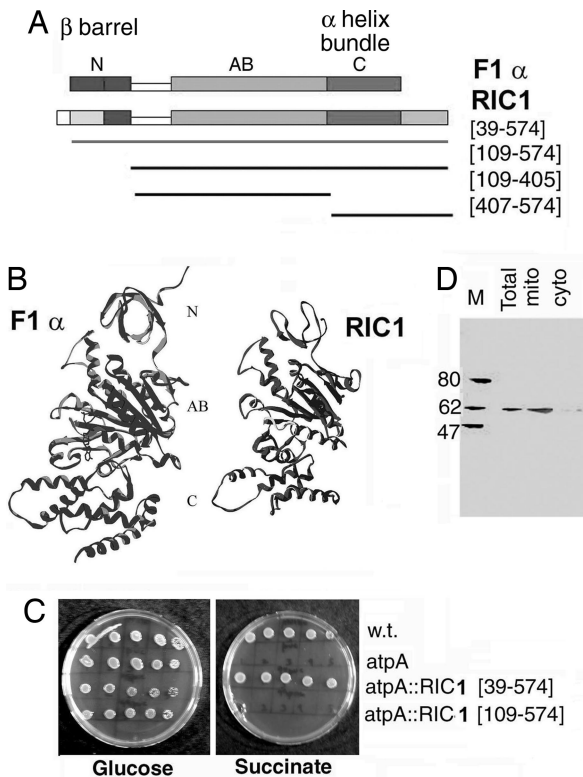 A
β barrel
α helix
bundle
N
AB
C
F1 α
RIC1
[39-574]
[109-574]
[109-405]
[407-574]
B
F1 α
N
RIC1
AB
C
D
M
Total
mito
cyto
80
62
47
C
w.t.
atpA
atpA::RIC1 [39-574]
atpA::RIC1 [109-574]
Glucose
Succinate